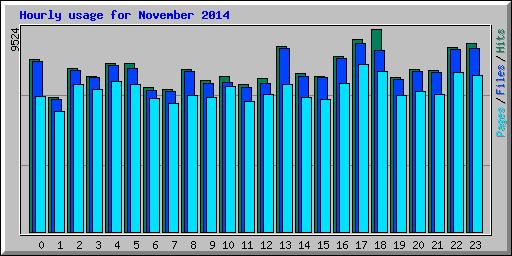 Hourly usage for November 2014
9524
Pages/Files/Hits
0 1 2 3 4 5 6 7 8 9 10 11 12 13 14 15 16 17 18 19 20 21 22 23